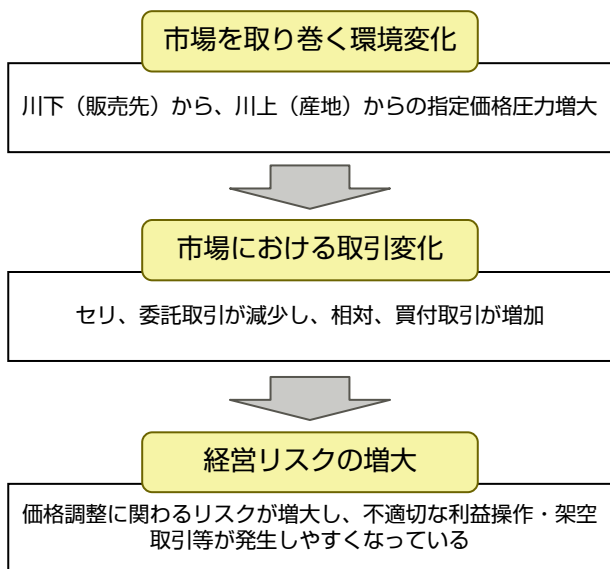 市場を取り巻く環境変化
川下（販売先）から、川上（産地）からの指定価格圧力増大
市場における取引変化
セリ、委託取引が減少し、相対、買付取引が増加
経営リスクの増大
価格調整に関わるリスクが増大し、不適切な利益操作・架空
取引等が発生しやすくなっている